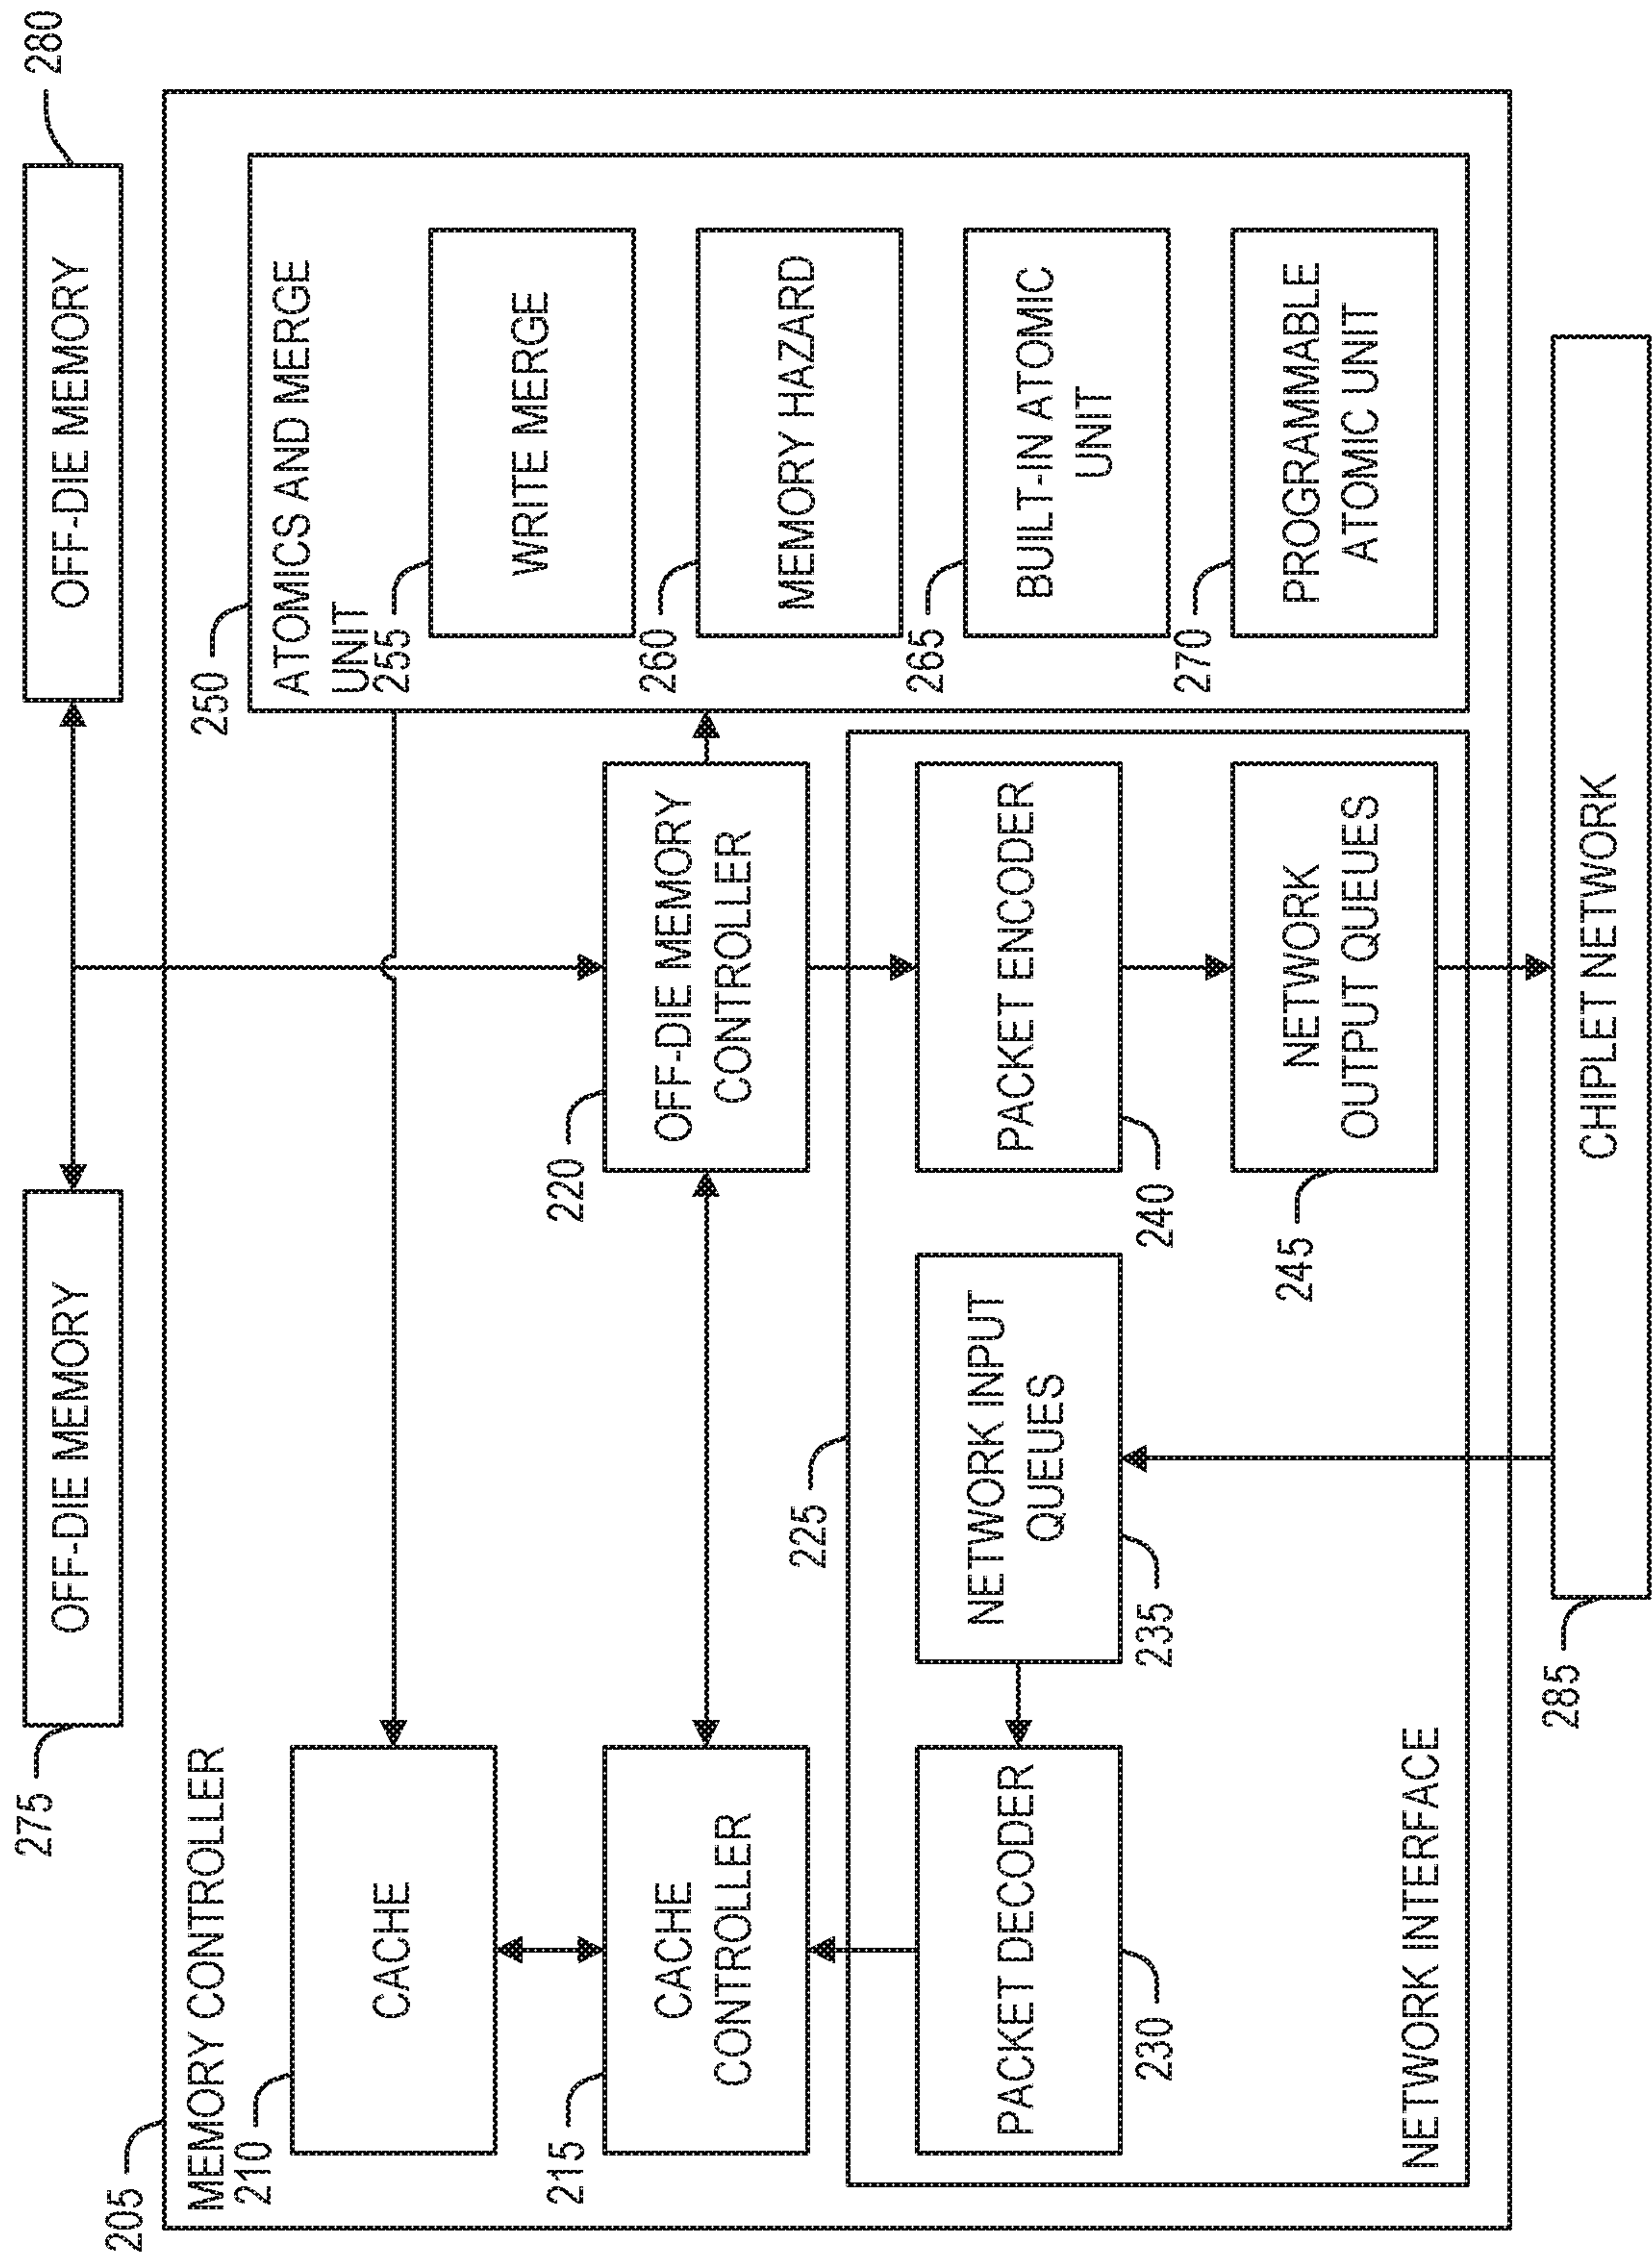 275
OFF-DIE MEMORY
OFF-DIE MEMORY
280
205
MEMORY CONTROLLER
210
CACHE
215
CACHE
CONTROLLER
220
OFF-DIE MEMORY
CONTROLLER
250
ATOMICS AND MERGE
UNIT
255
WRITE MERGE
260
MEMORY HAZARD
265
BUILT-IN ATOMIC
UNIT
270
PROGRAMMABLE
ATOMIC UNIT
225
PACKET DECODER
230
NETWORK INPUT
QUEUES
235
PACKET ENCODER
240
NETWORK
OUTPUT QUEUES
245
NETWORK INTERFACE
285
CHIPLET NETWORK